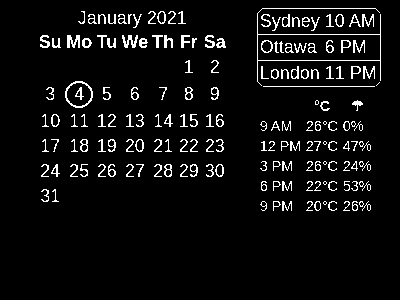 January 2021
Su Mo Tu We Th Fr Sa
1 2
3 4 5 6 7 8 9
10 11 12 13 14 15 16
17 18 19 20 21 22 23
24 25 26 27 28 29 30
31
Sydney 10 AM
Ottawa 6 PM
London 11 PM
°C
9 AM 26°C 0%
12 PM 27°C 47%
3 PM 26°C 24%
6 PM 22°C 53%
9 PM 20°C 26%